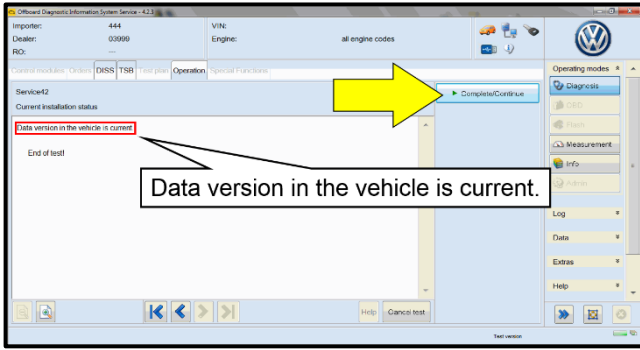 Offboard Diagnostic Information System Service - 4.2.3
Importer: 444 VIN:
Dealer: 03999 Engine: all engine codes
RO: ---
Control modules Orders DISS TSB Test plan Operation Special Functions
Operating modes
Service42
Current installation status
Complete/Continue
Diagnosis
OBD
Flash
Measurement
Info
Admin
Data version in the vehicle is current.
End of test!
Data version in the vehicle is current.
Log
Data
Extras
Help
Help Cancel test
Test version